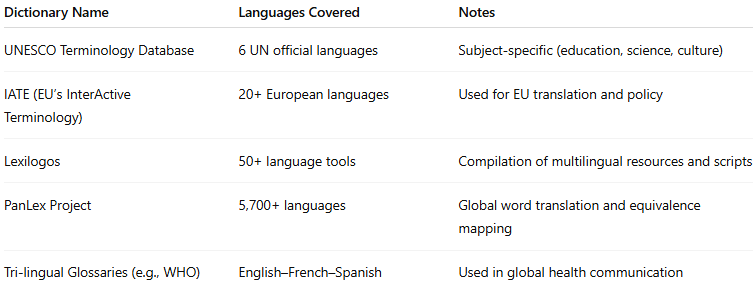 Dictionary Name Languages Covered Notes
UNESCO Terminology Database 6 UN official languages Subject-specific (education, science, culture)
IATE (EU’s InterActive 20+ European languages Used for EU translation and policy
Terminology)
Lexilogos 50+ language tools Compilation of multilingual resources and scripts
PanLex Project 5,700+ languages Global word translation and equivalence
mapping
Tri-lingual Glossaries (e.g., WHO) English–French–Spanish Used in global health communication